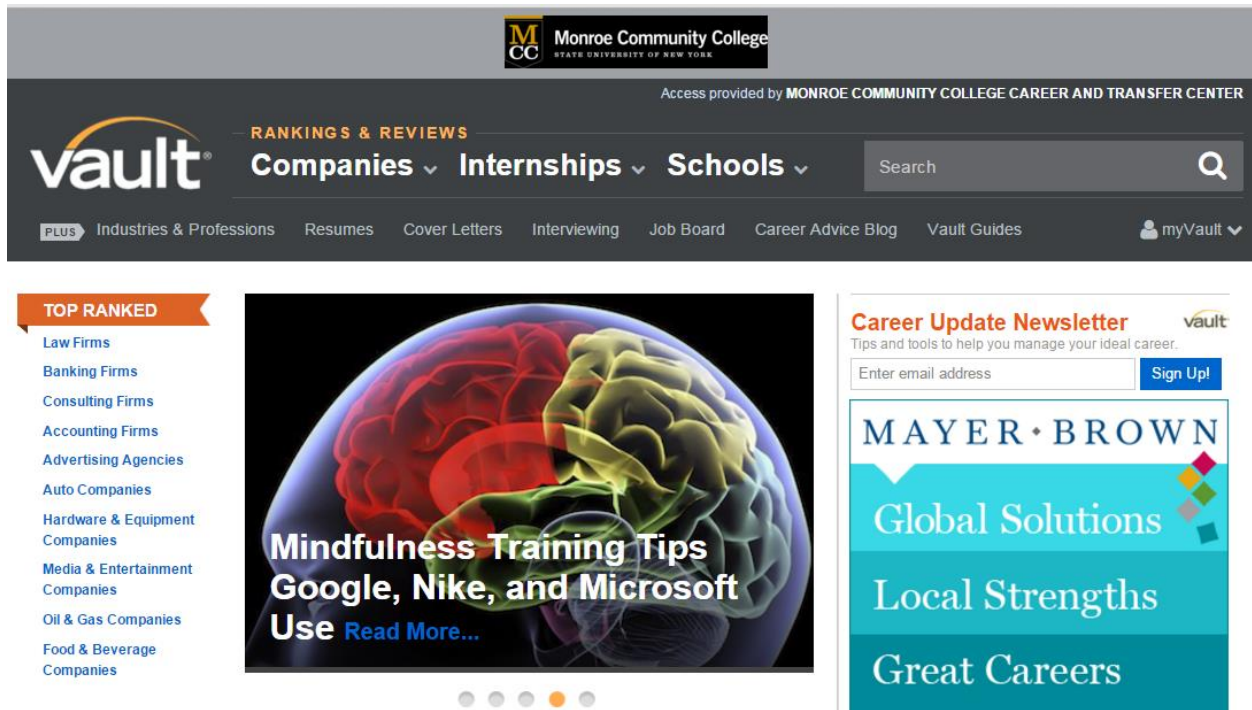 MCC
Monroe Community College
STATE UNIVERSITY OF NEW YORK
Access provided by MONROE COMMUNITY COLLEGE CAREER AND TRANSFER CENTER
vault®
RANKINGS & REVIEWS
Companies Internships Schools
Search
PLUS Industries & Professions Resumes Cover Letters Interviewing Job Board Career Advice Blog Vault Guides myVault
TOP RANKED
Law Firms
Banking Firms
Consulting Firms
Accounting Firms
Advertising Agencies
Auto Companies
Hardware & Equipment
Companies
Media & Entertainment
Companies
Oil & Gas Companies
Food & Beverage
Companies
Mindfulness Training Tips
Google, Nike, and Microsoft
Use Read More...
Career Update Newsletter vault
Tips and tools to help you manage your ideal career.
Enter email address Sign Up!
MAYER • BROWN
Global Solutions
Local Strengths
Great Careers